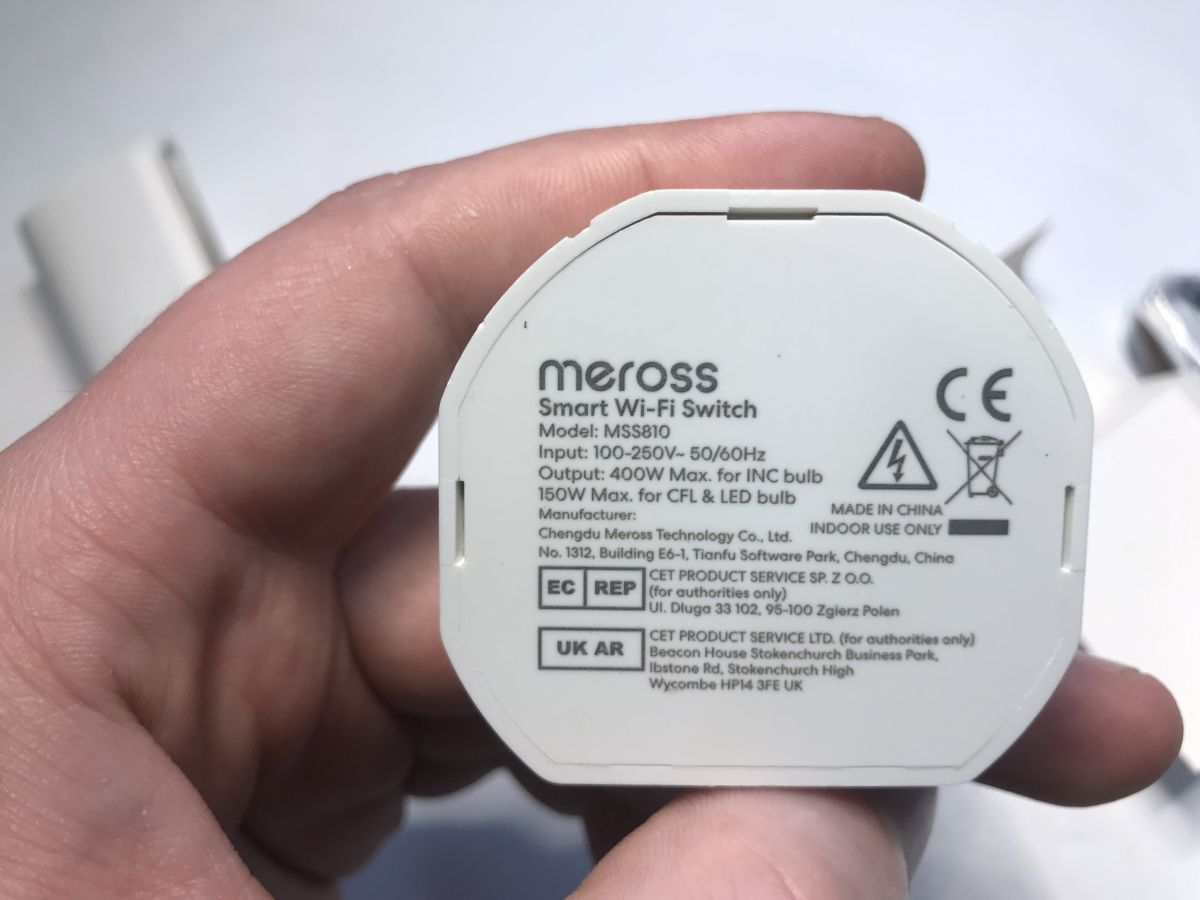 meross
Smart Wi-Fi Switch
Model: MSS810
Input: 100-250V~ 50/60Hz
Output: 400W Max. for INC bulb
150W Max. for CFL & LED bulb
Manufacturer:
Chengdu Meross Technology Co., Ltd.
No. 1312, Building E6-1, Tianfu Software Park, Chengdu, China
CE
MADE IN CHINA
INDOOR USE ONLY
EC REP
CET PRODUCT SERVICE SP. Z O.O.
(for authorities only)
Ul. Dluga 33 102, 95-100 Zgierz Polen
UK AR
CET PRODUCT SERVICE LTD. (for authorities only)
Beacon House Stokenchurch Business Park,
Ibstone Rd, Stokenchurch High
Wycombe HP14 3FE UK